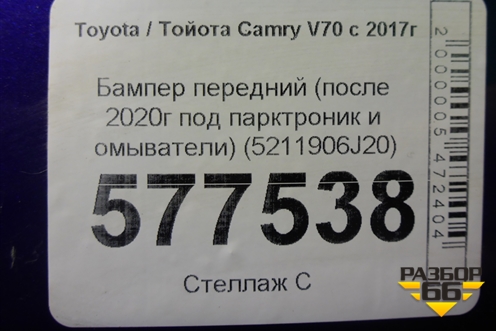 Toyota / Тойота Camry V70 с 2017г
Бампер передний (после
2020г под парктроник и
омыватели) (5211906J20)
577538
Стеллаж С
2000005472404
РАЗБОР
66